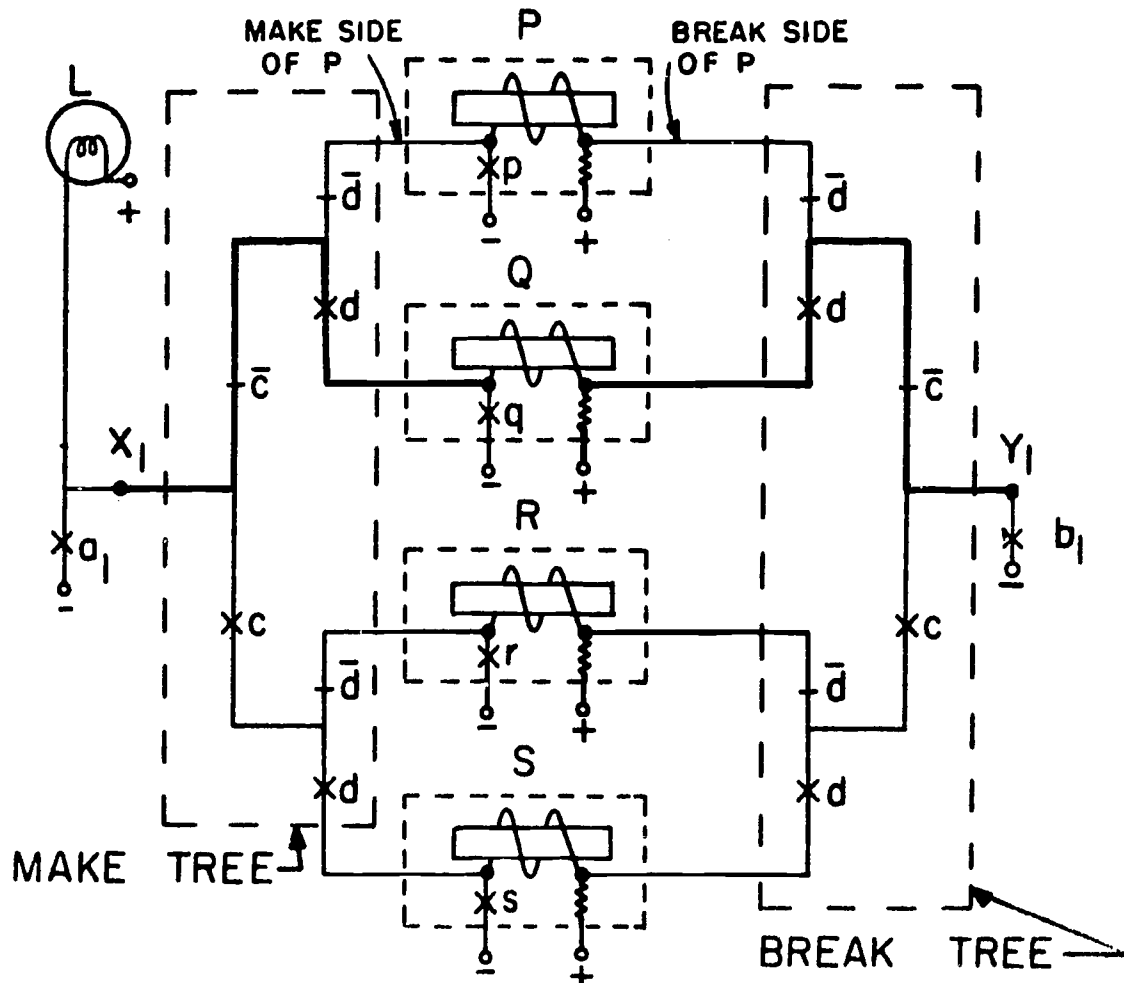 P
MAKE SIDE
OF P
BREAK SIDE
OF P
L
+
p
d̄
d̄
-
+
Q
d
d
c̄
q
c̄
-
+
X₁
Y₁
R
a₁
b₁
-
-
c
r
c
d̄
d̄
-
+
S
d
d
MAKE TREE
s
BREAK TREE
-
+